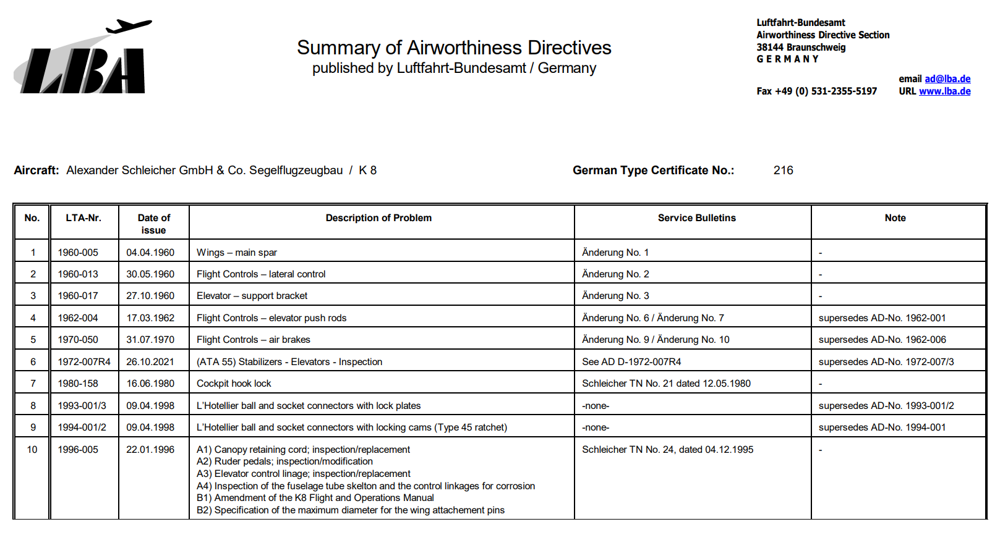 LBA
Summary of Airworthiness Directives
published by Luftfahrt-Bundesamt / Germany
Luftfahrt-Bundesamt
Airworthiness Directive Section
38144 Braunschweig
G E R M A N Y
email ad@lba.de
Fax +49 (0) 531-2355-5197 URL www.lba.de
Aircraft: Alexander Schleicher GmbH & Co. Segelflugzeugbau / K 8 German Type Certificate No.: 216
No. LTA-Nr. Date of issue Description of Problem Service Bulletins Note
1 1960-005 04.04.1960 Wings – main spar Änderung No. 1 -
2 1960-013 30.05.1960 Flight Controls – lateral control Änderung No. 2 -
3 1960-017 27.10.1960 Elevator – support bracket Änderung No. 3 -
4 1962-004 17.03.1962 Flight Controls – elevator push rods Änderung No. 6 / Änderung No. 7 supersedes AD-No. 1962-001
5 1970-050 31.07.1970 Flight Controls – air brakes Änderung No. 9 / Änderung No. 10 supersedes AD-No. 1962-006
6 1972-007R4 26.10.2021 (ATA 55) Stabilizers - Elevators - Inspection See AD D-1972-007R4 supersedes AD-No. 1972-007/3
7 1980-158 16.06.1980 Cockpit hook lock Schleicher TN No. 21 dated 12.05.1980 -
8 1993-001/3 09.04.1998 L’Hotellier ball and socket connectors with lock plates -none- supersedes AD-No. 1993-001/2
9 1994-001/2 09.04.1998 L’Hotellier ball and socket connectors with locking cams (Type 45 ratchet) -none- supersedes AD-No. 1994-001
10 1996-005 22.01.1996 A1) Canopy retaining cord; inspection/replacement Schleicher TN No. 24, dated 04.12.1995 -
A2) Ruder pedals; inspection/modification
A3) Elevator control linage; inspection/replacement
A4) Inspection of the fuselage tube skelton and the control linkages for corrosion
B1) Amendment of the K8 Flight and Operations Manual
B2) Specification of the maximum diameter for the wing attachement pins